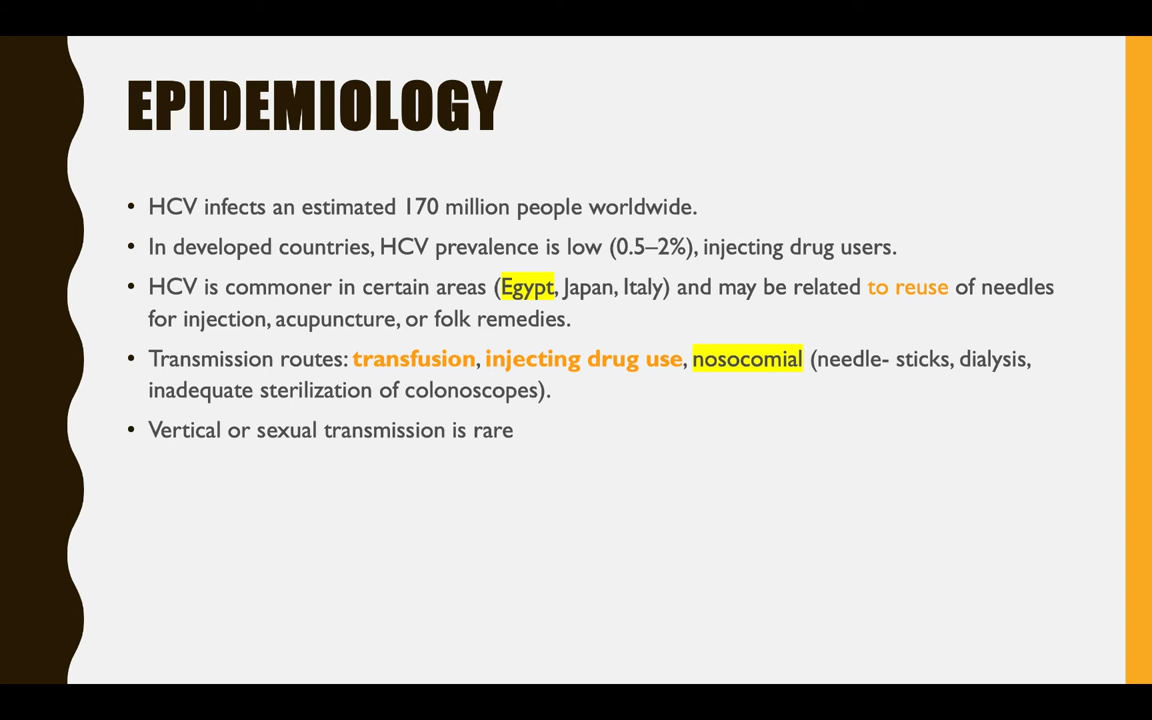 EPIDEMIOLOGY
• HCV infects an estimated 170 million people worldwide.
• In developed countries, HCV prevalence is low (0.5–2%), injecting drug users.
• HCV is commoner in certain areas (Egypt, Japan, Italy) and may be related to reuse of needles
for injection, acupuncture, or folk remedies.
• Transmission routes: transfusion, injecting drug use, nosocomial (needle- sticks, dialysis,
inadequate sterilization of colonoscopes).
• Vertical or sexual transmission is rare